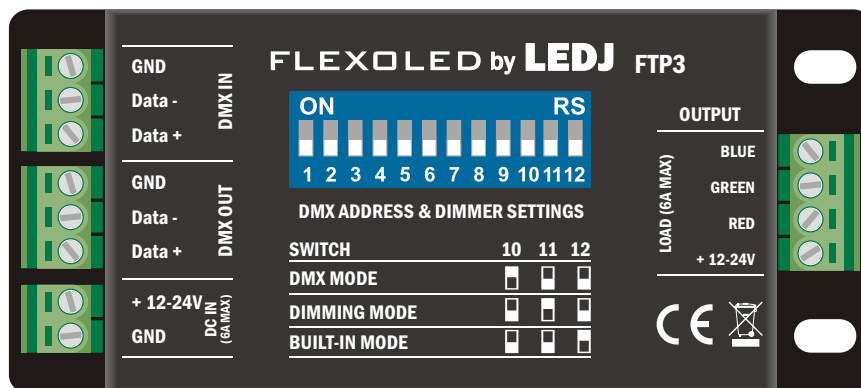 FLEXOLED by LEDJ FTP3
GND
Data -
Data +
DMX IN
GND
Data -
Data +
DMX OUT
+ 12-24V
GND
DC IN
(6A MAX)
ON RS
1 2 3 4 5 6 7 8 9 10 11 12
DMX ADDRESS & DIMMER SETTINGS
SWITCH 10 11 12
DMX MODE
DIMMING MODE
BUILT-IN MODE
OUTPUT
LOAD (6A MAX)
BLUE
GREEN
RED
+ 12-24V
CE